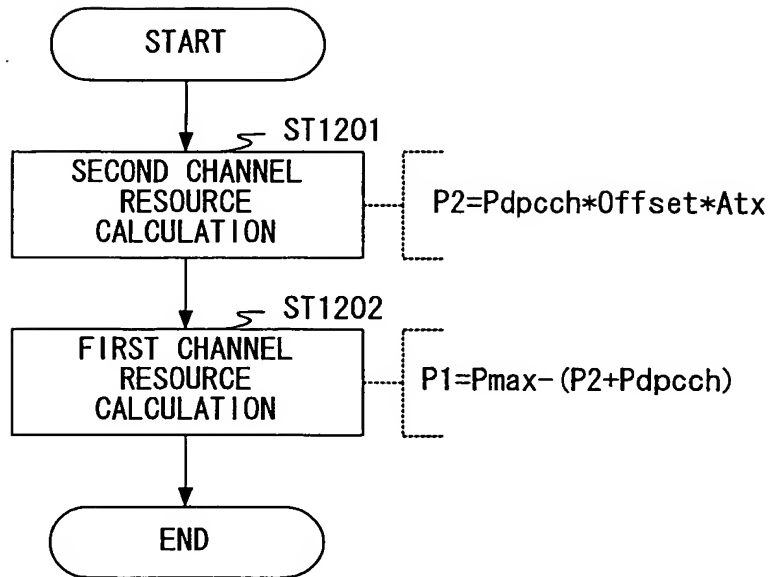 START
ST1201
SECOND CHANNEL
RESOURCE
CALCULATION
P2=Pdpcch*Offset*Atx
ST1202
FIRST CHANNEL
RESOURCE
CALCULATION
P1=Pmax-(P2+Pdpcch)
END